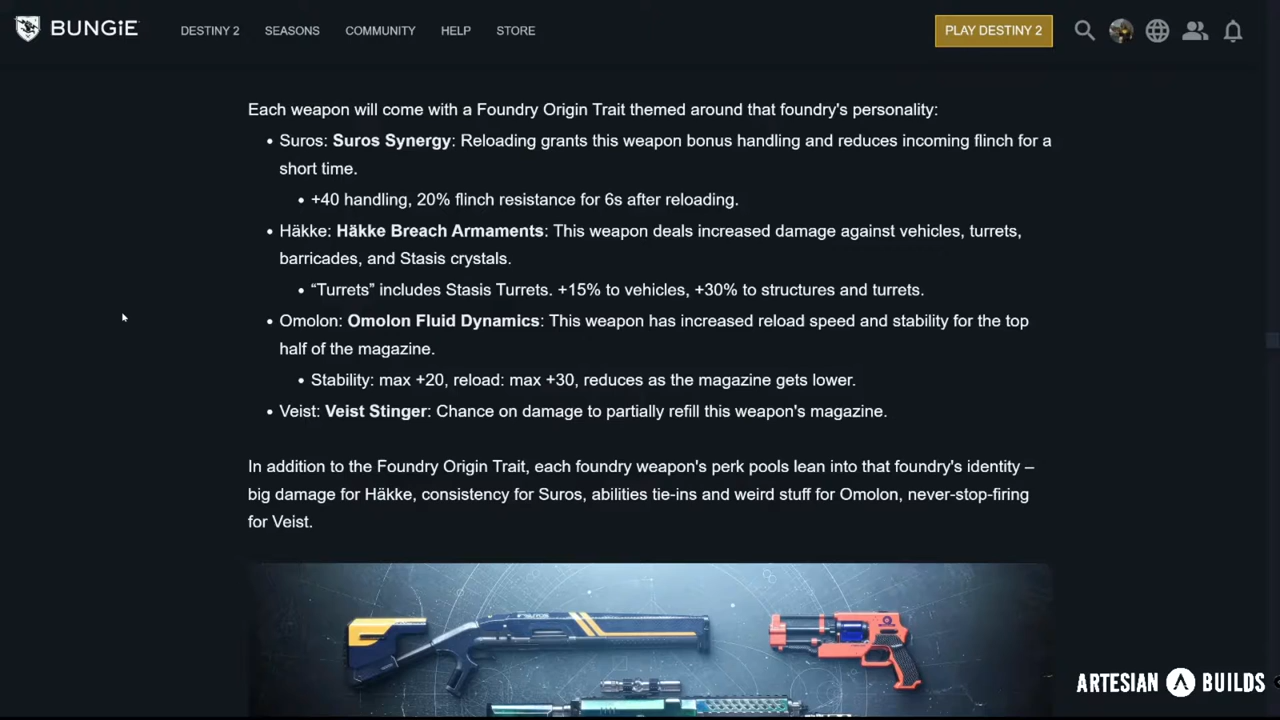 BUNGiE
DESTINY 2 SEASONS COMMUNITY HELP STORE
PLAY DESTINY 2
Each weapon will come with a Foundry Origin Trait themed around that foundry's personality:
• Suros: Suros Synergy: Reloading grants this weapon bonus handling and reduces incoming flinch for a
short time.
• +40 handling, 20% flinch resistance for 6s after reloading.
• Häkke: Häkke Breach Armaments: This weapon deals increased damage against vehicles, turrets,
barricades, and Stasis crystals.
• “Turrets” includes Stasis Turrets. +15% to vehicles, +30% to structures and turrets.
• Omolon: Omolon Fluid Dynamics: This weapon has increased reload speed and stability for the top
half of the magazine.
• Stability: max +20, reload: max +30, reduces as the magazine gets lower.
• Veist: Veist Stinger: Chance on damage to partially refill this weapon's magazine.
In addition to the Foundry Origin Trait, each foundry weapon's perk pools lean into that foundry's identity –
big damage for Häkke, consistency for Suros, abilities tie-ins and weird stuff for Omolon, never-stop-firing
for Veist.
ARTESIAN BUILDS